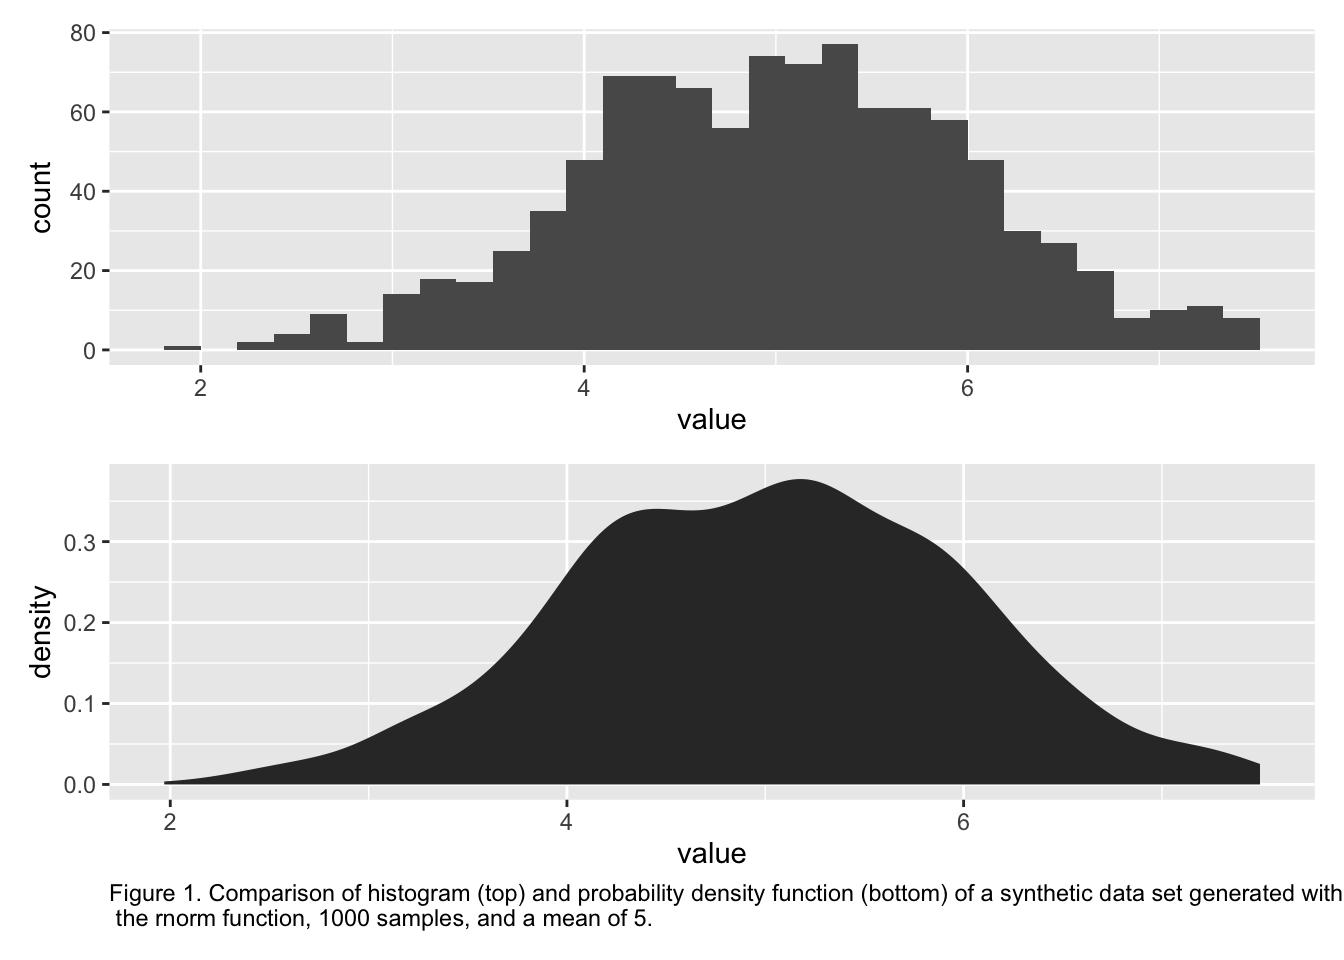 80
60
40
20
0
count
2 4 6
value
0.3
0.2
0.1
0.0
density
2 4 6
value
Figure 1. Comparison of histogram (top) and probability density function (bottom) of a synthetic data set generated with
the rnorm function, 1000 samples, and a mean of 5.